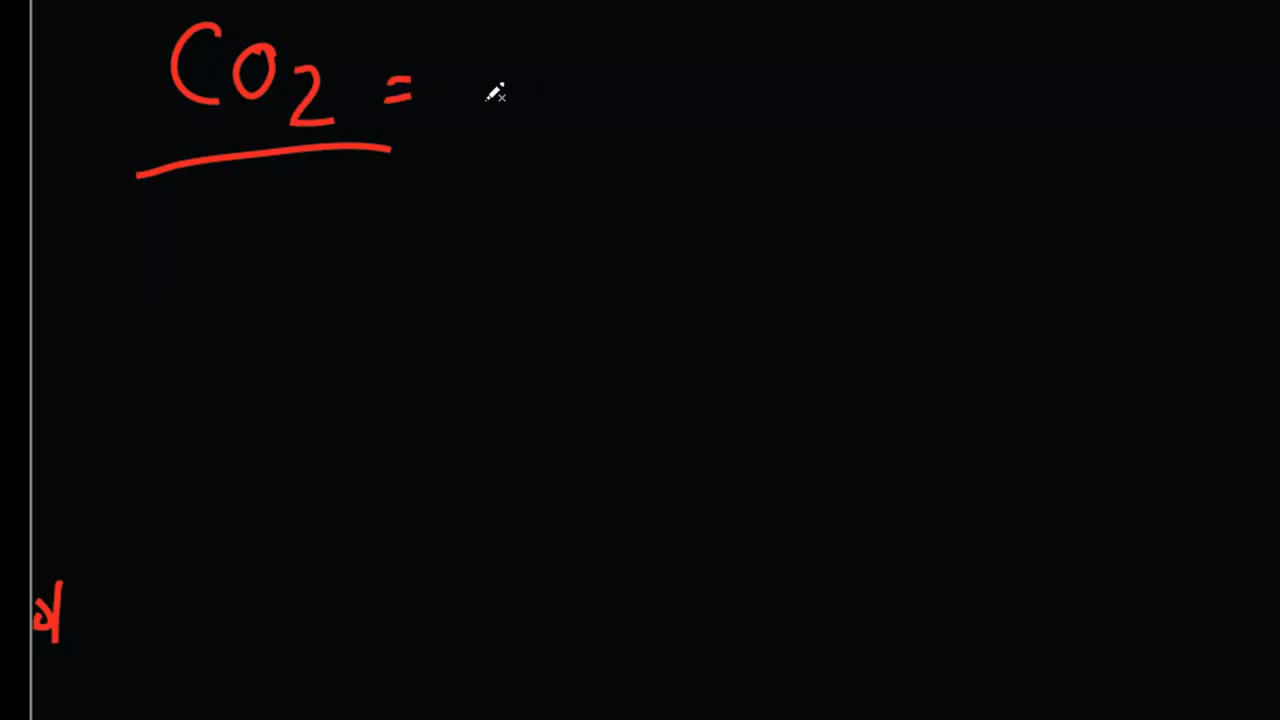 CO₂ =